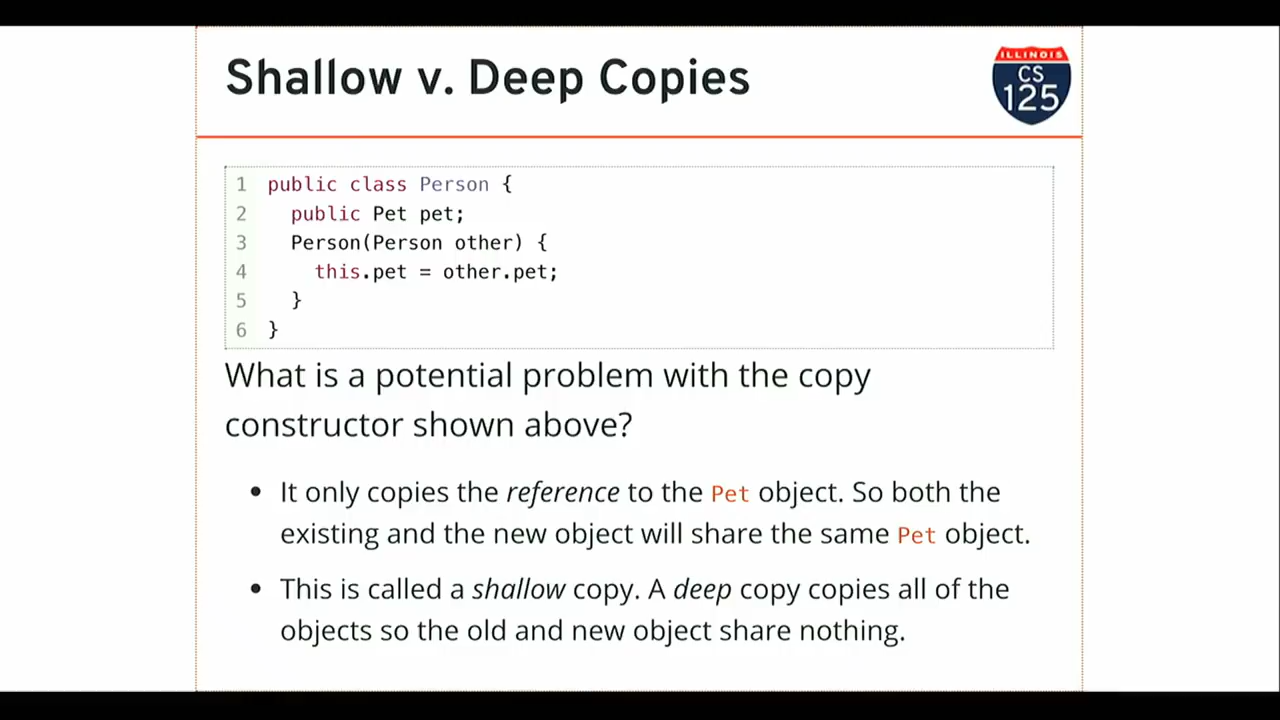 Shallow v. Deep Copies
ILLINOIS
CS
125
1 public class Person {
2   public Pet pet;
3   Person(Person other) {
4     this.pet = other.pet;
5   }
6 }
What is a potential problem with the copy
constructor shown above?
• It only copies the reference to the Pet object. So both the
existing and the new object will share the same Pet object.
• This is called a shallow copy. A deep copy copies all of the
objects so the old and new object share nothing.